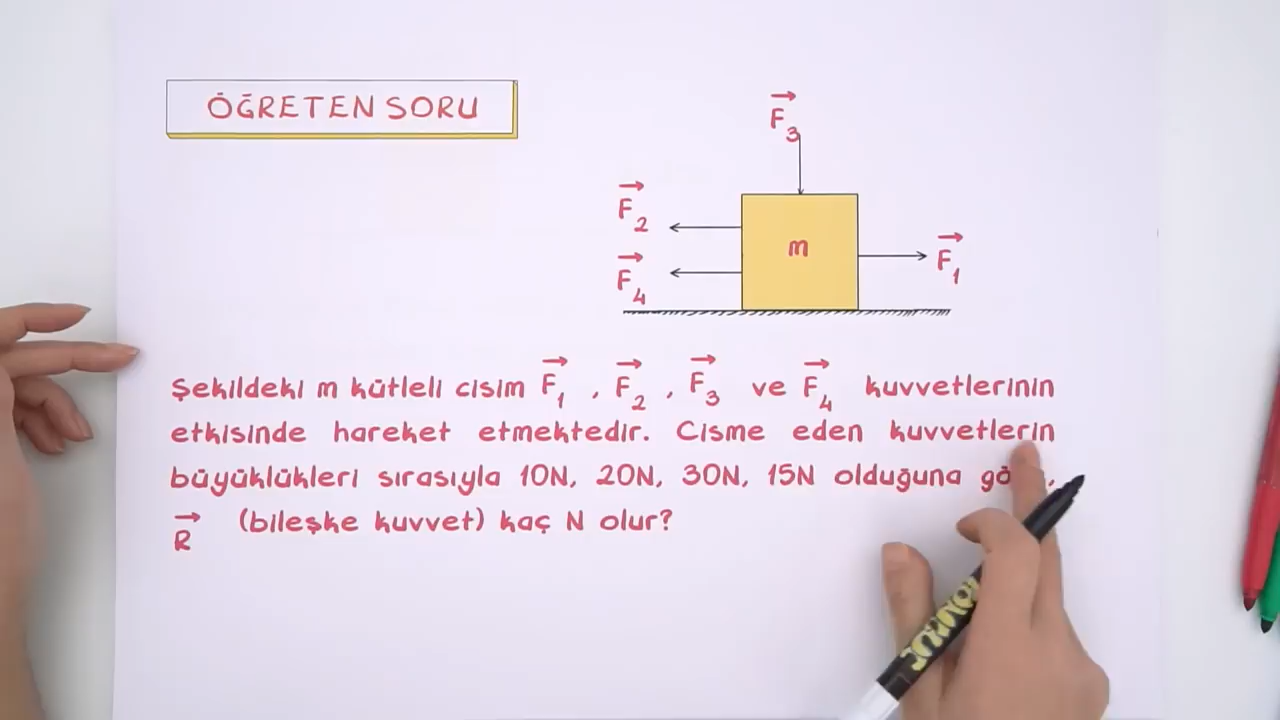 ÖĞRETEN SORU
F3
F2
m
F1
F4
Şekildeki m kütleli cisim F1 , F2 , F3 ve F4 kuvvetlerinin
etkisinde hareket etmektedir. Cisme eden kuvvetlerin
büyüklükleri sırasıyla 10N, 20N, 30N, 15N olduğuna
R (bileşke kuvvet) kaç N olur?